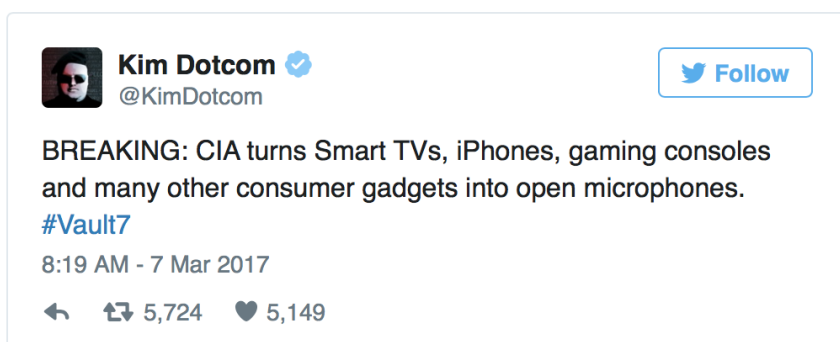 Kim Dotcom
@KimDotcom
Follow
BREAKING: CIA turns Smart TVs, iPhones, gaming consoles
and many other consumer gadgets into open microphones.
#Vault7
8:19 AM - 7 Mar 2017
5,724 5,149